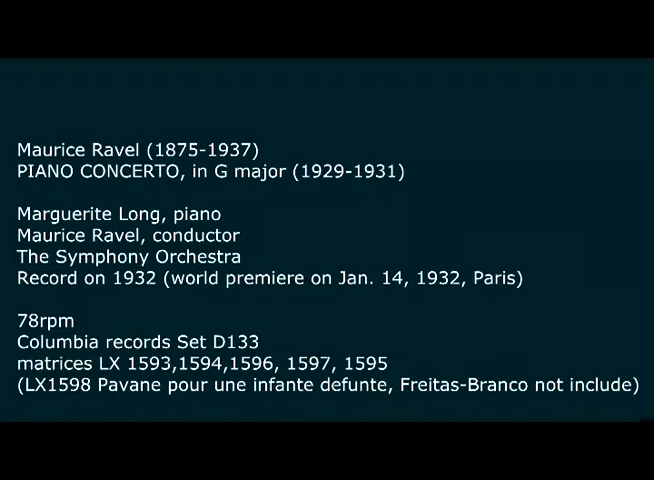 Maurice Ravel (1875-1937)
PIANO CONCERTO, in G major (1929-1931)
Marguerite Long, piano
Maurice Ravel, conductor
The Symphony Orchestra
Record on 1932 (world premiere on Jan. 14, 1932, Paris)
78rpm
Columbia records Set D133
matrices LX 1593,1594,1596, 1597, 1595
(LX1598 Pavane pour une infante defunte, Freitas-Branco not include)